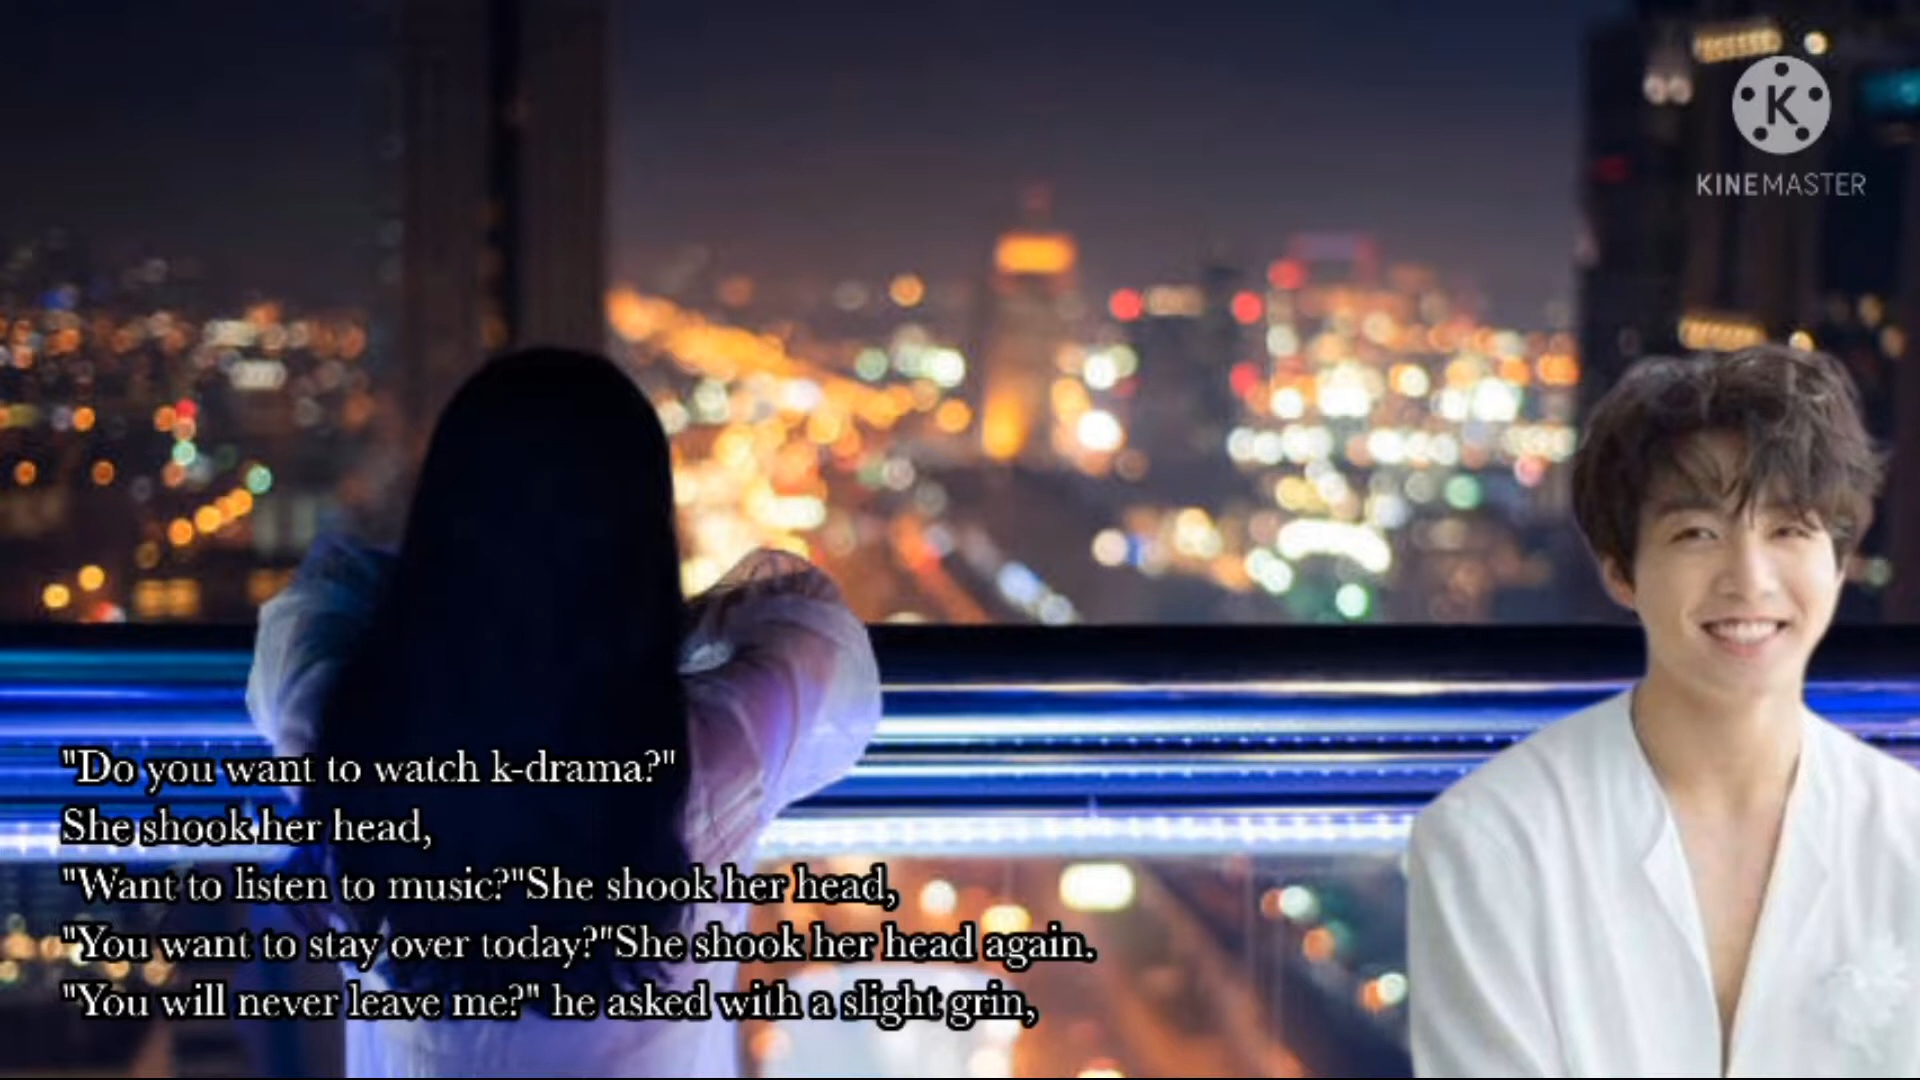 K
KINEMASTER
"Do you want to watch k-drama?"
She shook her head,
"Want to listen to music?"She shook her head,
"You want to stay over today?"She shook her head again.
"You will never leave me?" he asked with a slight grin,